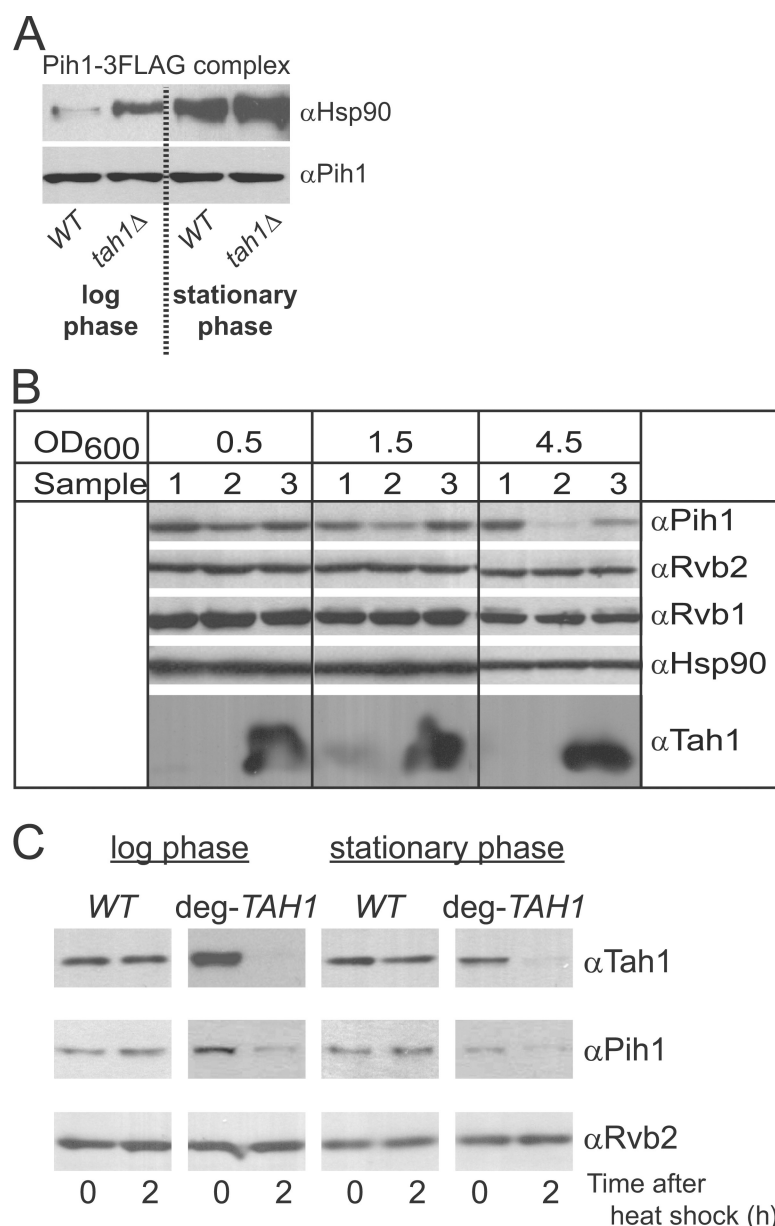 A
Pih1-3FLAG complex
αHsp90
αPih1
WT tah1Δ WT tah1Δ
log phase stationary phase
B
OD600 0.5 1.5 4.5
Sample 1 2 3 1 2 3 1 2 3
αPih1
αRvb2
αRvb1
αHsp90
αTah1
C
log phase stationary phase
WT deg-TAH1 WT deg-TAH1
αTah1
αPih1
αRvb2
0 2 0 2 0 2 0 2 Time after
heat shock (h)